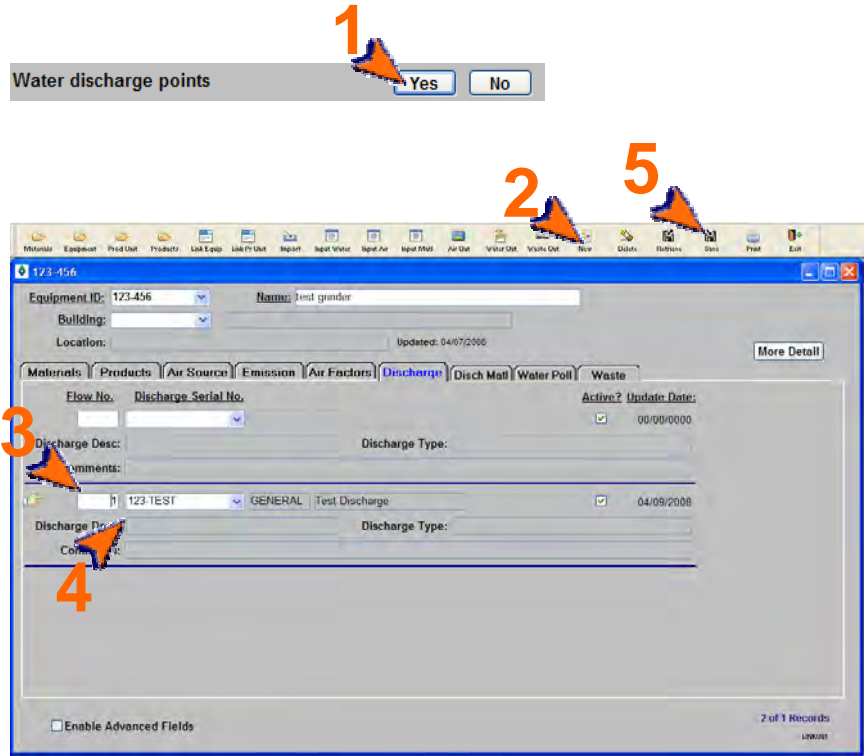 1
Water discharge points Yes No
2 5
Materials Equipment Prod Unit Products Link Equip Link Pr Unit Import Input Water Input Air Input Matl Air Out Water Out Waste Out New Delete Retrieve Save Print Exit
123-456
Equipment ID: 123-456 Name: test grinder
Building:
Location: Updated: 04/07/2008
More Detail
Materials Products Air Source Emission Air Factors Discharge Disch Matl Water Poll Waste
Flow No. Discharge Serial No. Active? Update Date:
00/00/0000
3
Discharge Desc: Discharge Type:
Comments:
1 123-TEST GENERAL Test Discharge 04/09/2008
Discharge Discharge Type:
4
Enable Advanced Fields 2 of 1 Records